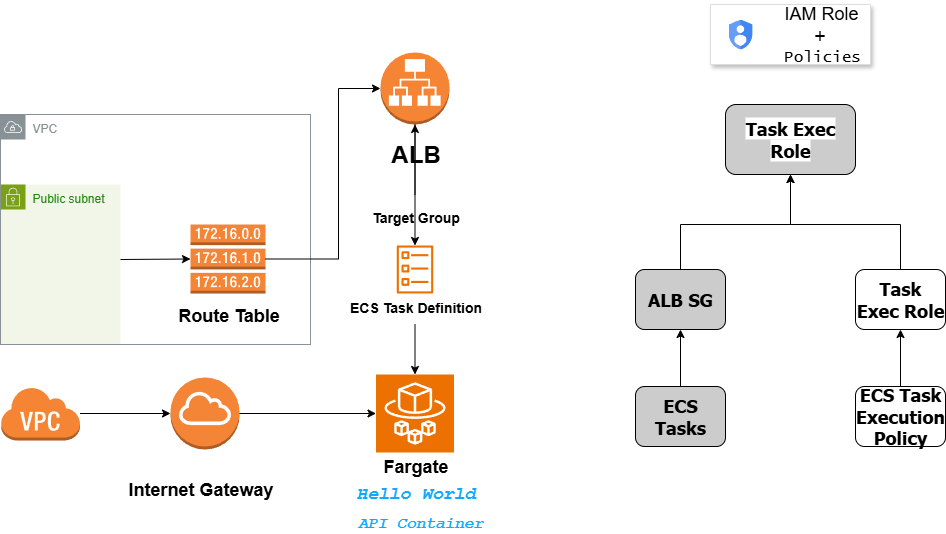 IAM Role
+
Policies
VPC
Public subnet
172.16.0.0
172.16.1.0
172.16.2.0
Route Table
ALB
Target Group
ECS Task Definition
VPC
Internet Gateway
Fargate
Hello World
API Container
Task Exec
Role
ALB SG
Task
Exec Role
ECS
Tasks
ECS Task
Execution
Policy